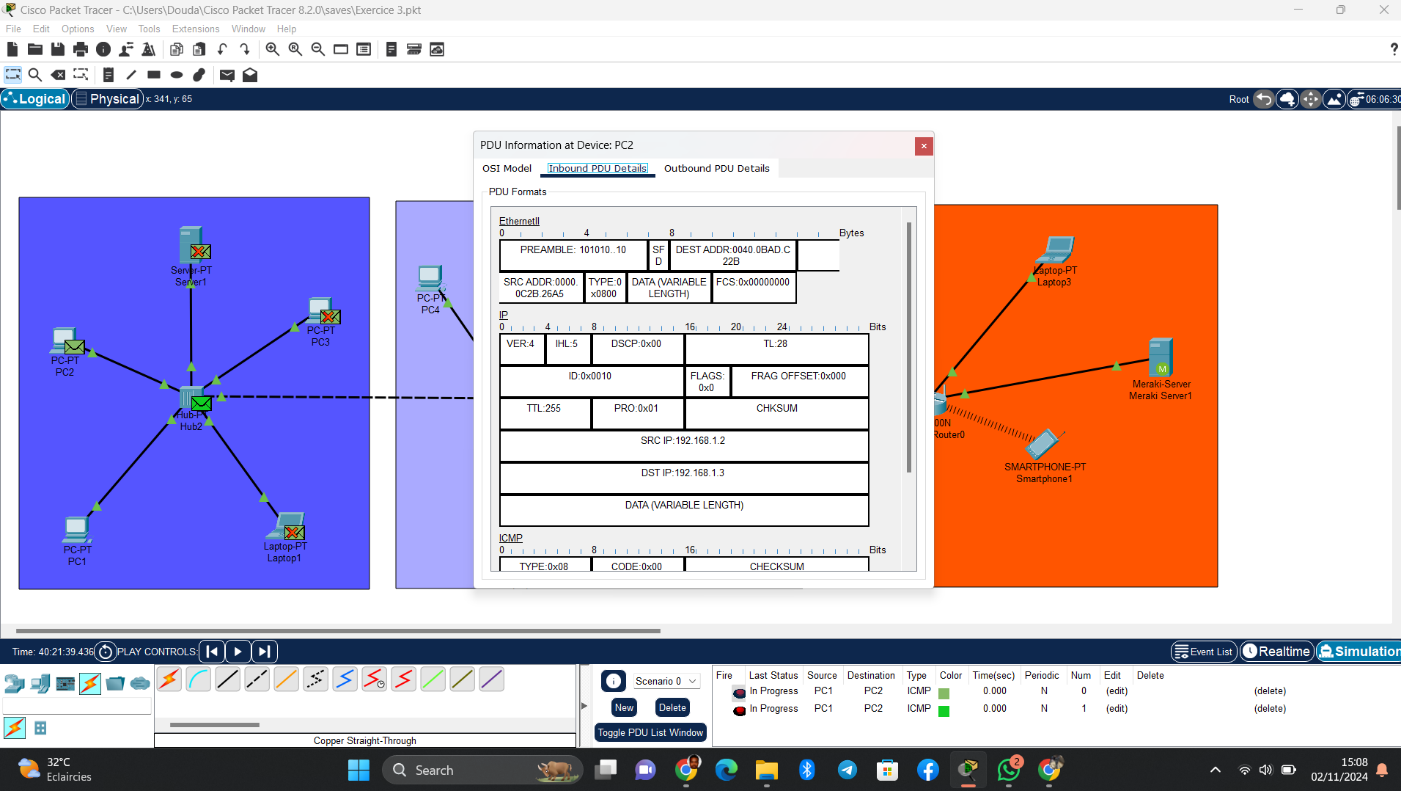 Cisco Packet Tracer - C:\Users\Douda\Cisco Packet Tracer 8.2.0\saves\Exercice 3.pkt
File Edit Options View Tools Extensions Window Help
?
Logical Physical x: 341, y: 65 Root 06:06:30
PDU Information at Device: PC2
OSI Model Inbound PDU Details Outbound PDU Details
PDU Formats
EthernetII
0 4 8 Bytes
PREAMBLE: 101010..10 SF D DEST ADDR:0040.0BAD.C 22B
SRC ADDR:0000. 0C2B.26A5 TYPE:0 x0800 DATA (VARIABLE LENGTH) FCS:0x00000000
IP
0 4 8 16 20 24 Bits
VER:4 IHL:5 DSCP:0x00 TL:28
ID:0x0010 FLAGS: 0x0 FRAG OFFSET:0x000
TTL:255 PRO:0x01 CHKSUM
SRC IP:192.168.1.2
DST IP:192.168.1.3
DATA (VARIABLE LENGTH)
ICMP
0 8 16 Bits
TYPE:0x08 CODE:0x00 CHECKSUM
Server-PT
Server1
PC-PT
PC3
PC-PT
PC2
Hub-P
Hub2
PC-PT
PC1
Laptop-PT
Laptop1
PC-PT
PC4
Laptop-PT
Laptop3
M
Meraki-Server
Meraki Server1
00N
Router0
SMARTPHONE-PT
Smartphone1
Time: 40:21:39.436 PLAY CONTROLS: Event List Realtime Simulation
Scenario 0
New Delete
Toggle PDU List Window
Fire Last Status Source Destination Type Color Time(sec) Periodic Num Edit Delete
In Progress PC1 PC2 ICMP 0.000 N 0 (edit) (delete)
In Progress PC1 PC2 ICMP 0.000 N 1 (edit) (delete)
Copper Straight-Through
32°C
Eclaircies
Search
2
15:08
02/11/2024